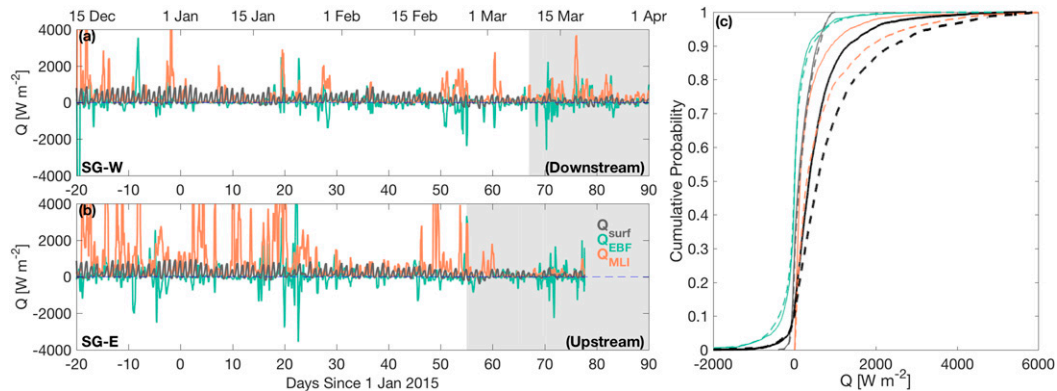 15 Dec 1 Jan 15 Jan 1 Feb 15 Feb 1 Mar 15 Mar 1 Apr
(a)
4000
2000
0
-2000
-4000
Q [W m-2]
SG-W
(Downstream)
-20 -10 0 10 20 30 40 50 60 70 80 90
(b)
4000
2000
0
-2000
-4000
Q [W m-2]
Qsurf
QEBF
QMLI
SG-E
(Upstream)
-20 -10 0 10 20 30 40 50 60 70 80 90
Days Since 1 Jan 2015
(c)
1
0.9
0.8
0.7
0.6
0.5
0.4
0.3
0.2
0.1
0
Cumulative Probability
-2000 0 2000 4000 6000
Q [W m-2]